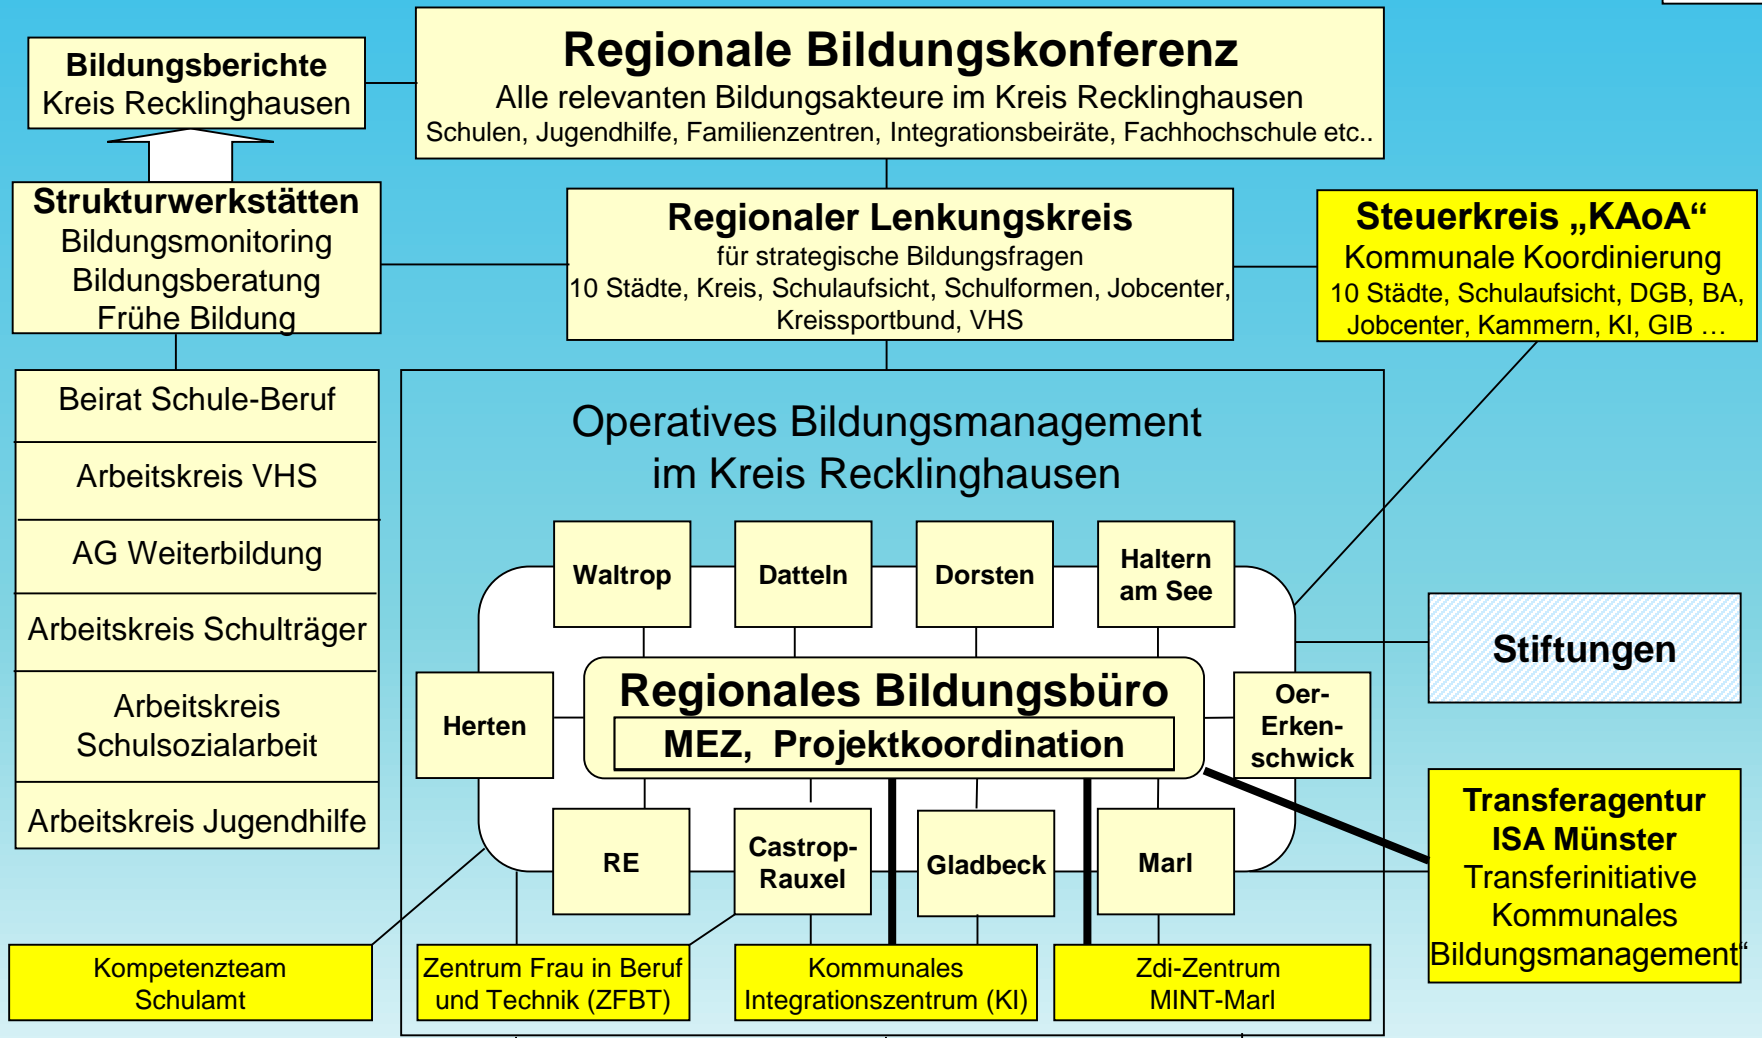 Regionale Bildungskonferenz
Alle relevanten Bildungsakteure im Kreis Recklinghausen
Schulen, Jugendhilfe, Familienzentren, Integrationsbeiräte, Fachhochschule etc..
Bildungsberichte
Kreis Recklinghausen
Strukturwerkstätten
Bildungsmonitoring
Bildungsberatung
Frühe Bildung
Regionaler Lenkungskreis
für strategische Bildungsfragen
10 Städte, Kreis, Schulaufsicht, Schulformen, Jobcenter,
Kreissportbund, VHS
Steuerkreis „KAoA“
Kommunale Koordinierung
10 Städte, Schulaufsicht, DGB, BA,
Jobcenter, Kammern, KI, GIB …
Beirat Schule-Beruf
Arbeitskreis VHS
AG Weiterbildung
Arbeitskreis Schulträger
Arbeitskreis
Schulsozialarbeit
Arbeitskreis Jugendhilfe
Operatives Bildungsmanagement
im Kreis Recklinghausen
Waltrop
Datteln
Dorsten
Haltern
am See
Herten
Regionales Bildungsbüro
MEZ, Projektkoordination
Oer-
Erken-
schwick
RE
Castrop-
Rauxel
Gladbeck
Marl
Stiftungen
Transferagentur
ISA Münster
Transferinitiative
Kommunales
Bildungsmanagement“
Kompetenzteam
Schulamt
Zentrum Frau in Beruf
und Technik (ZFBT)
Kommunales
Integrationszentrum (KI)
Zdi-Zentrum
MINT-Marl